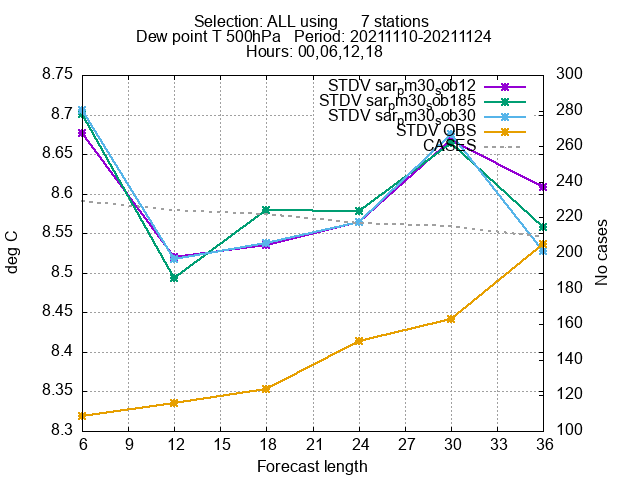 Selection: ALL using 7 stations
Dew point T 500hPa Period: 20211110-20211124
Hours: 00,06,12,18
STDV sar_pm30_sob12
STDV sar_pm30_sob185
STDV sar_pm30_sob30
STDV OBS
CASES
8.75
8.7
8.65
8.6
8.55
8.5
8.45
8.4
8.35
8.3
deg C
300
280
260
240
220
200
180
160
140
120
100
No cases
6 9 12 15 18 21 24 27 30 33 36
Forecast length